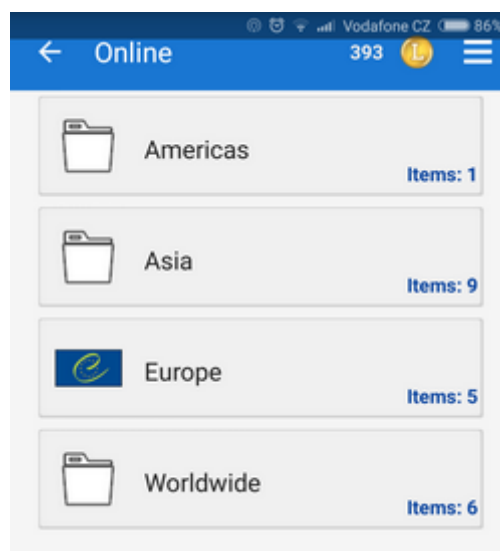 Vodafone CZ 86%
Online 393 L
Americas
Items: 1
Asia
Items: 9
Europe
Items: 5
Worldwide
Items: 6